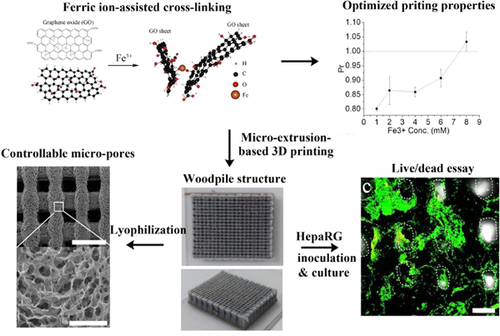 Ferric ion-assisted cross-linking
Graphene oxide (GO)
Fe3+
GO sheet
GO sheet
H
C
O
Fe
Optimized priting properties
Pr
1.10
1.05
1.00
0.95
0.90
0.85
0.80
0 1 2 3 4 5 6 7 8 9
Fe3+ Conc. (mM)
Micro-extrusion-
based 3D printing
Controllable micro-pores
Woodpile structure
Live/dead essay
C
Lyophilization
HepaRG
inoculation
& culture